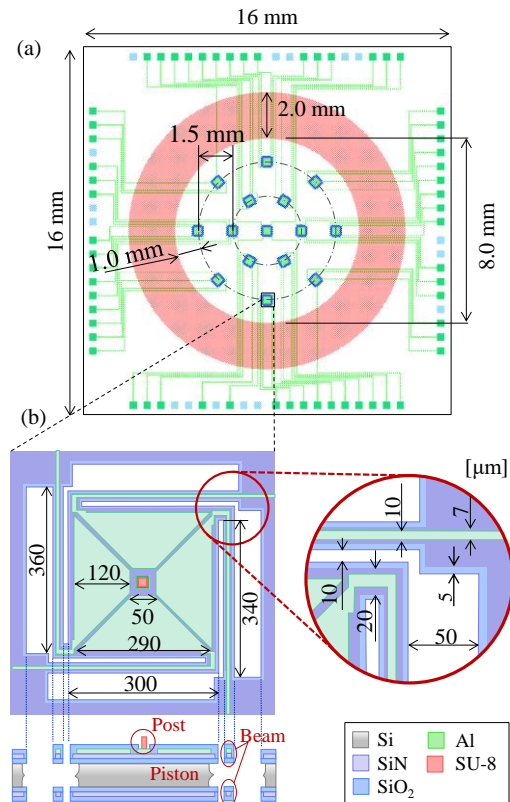 16 mm
(a)
2.0 mm
1.5 mm
16 mm
8.0 mm
1.0 mm
(b)
[μm]
10
7
360
120
340
50
10
5
20
290
50
300
Post
Beam
Piston
Si
Al
SiN
SU-8
SiO₂